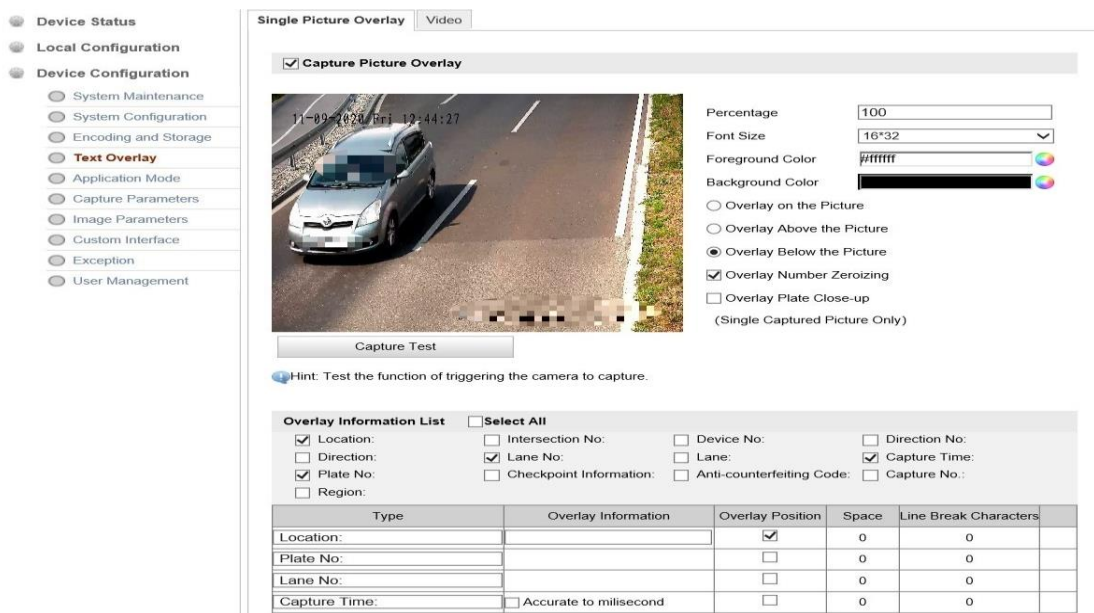 Device Status
Local Configuration
Device Configuration
System Maintenance
System Configuration
Encoding and Storage
Text Overlay
Application Mode
Capture Parameters
Image Parameters
Custom Interface
Exception
User Management
Single Picture Overlay Video
Capture Picture Overlay
11-09-2020 Fri 12:44:27
Capture Test
Percentage 100
Font Size 16*32
Foreground Color #ffffff
Background Color
Overlay on the Picture
Overlay Above the Picture
Overlay Below the Picture
Overlay Number Zeroizing
Overlay Plate Close-up
(Single Captured Picture Only)
Hint: Test the function of triggering the camera to capture.
Overlay Information List Select All
Location: Intersection No: Device No: Direction No:
Direction: Lane No: Lane: Capture Time:
Plate No: Checkpoint Information: Anti-counterfeiting Code: Capture No.:
Region:
Type Overlay Information Overlay Position Space Line Break Characters
Location: 0 0
Plate No: 0 0
Lane No: 0 0
Capture Time: Accurate to milisecond 0 0